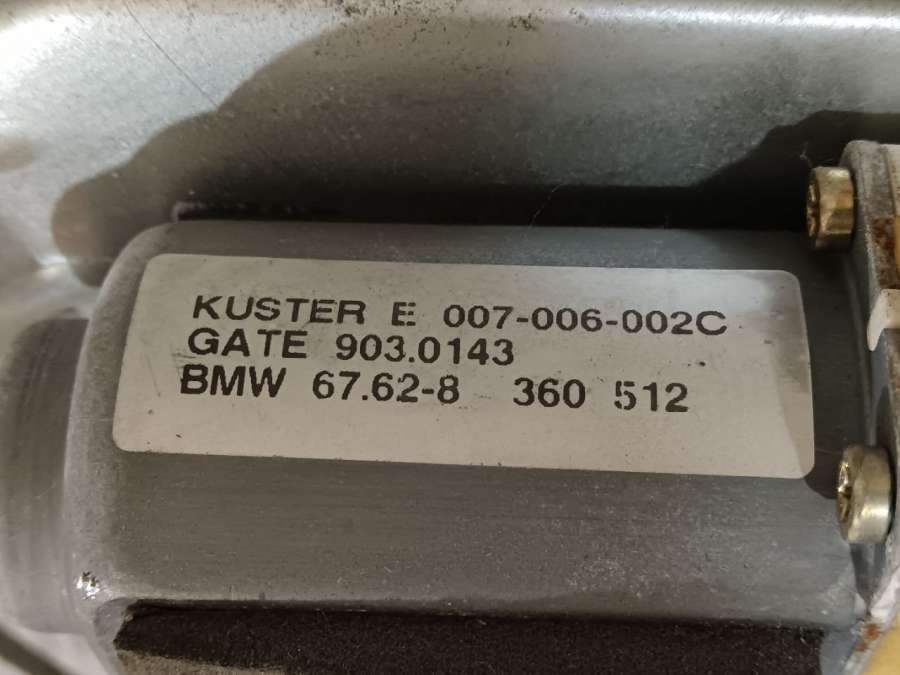 KUSTER E 007-006-002C
GATE 903.0143
BMW 67.62-8 360 512